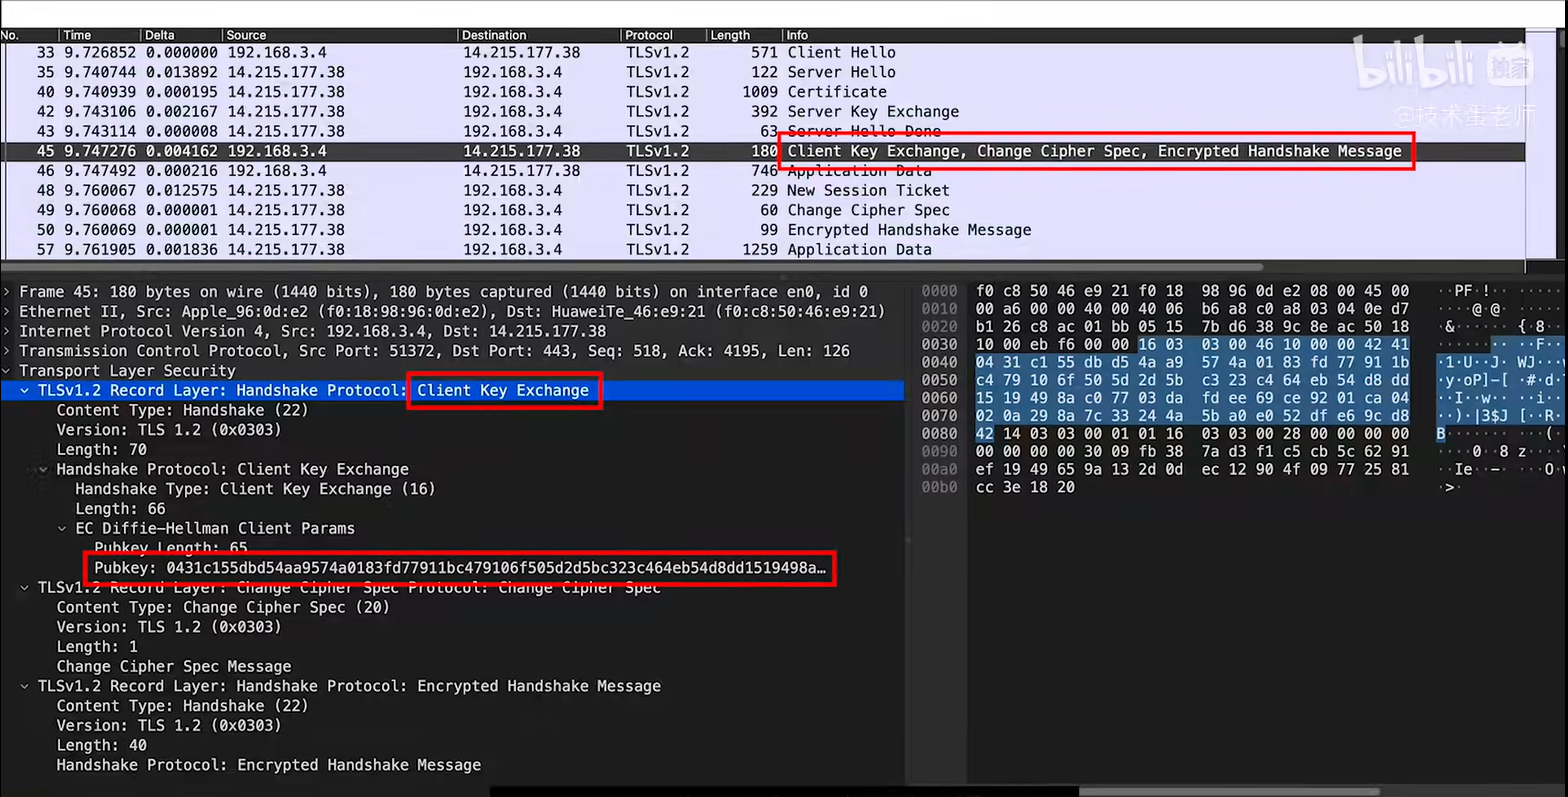 No. Time Delta Source Destination Protocol Length Info
33 9.726852 0.000000 192.168.3.4 14.215.177.38 TLSv1.2 571 Client Hello
35 9.740744 0.013892 14.215.177.38 192.168.3.4 TLSv1.2 122 Server Hello
40 9.740939 0.000195 14.215.177.38 192.168.3.4 TLSv1.2 1009 Certificate
42 9.743106 0.002167 14.215.177.38 192.168.3.4 TLSv1.2 392 Server Key Exchange
43 9.743114 0.000008 14.215.177.38 192.168.3.4 TLSv1.2 63 Server Hello Done
45 9.747276 0.004162 192.168.3.4 14.215.177.38 TLSv1.2 180 Client Key Exchange, Change Cipher Spec, Encrypted Handshake Message
46 9.747492 0.000216 192.168.3.4 14.215.177.38 TLSv1.2 746 Application Data
48 9.760067 0.012575 14.215.177.38 192.168.3.4 TLSv1.2 229 New Session Ticket
49 9.760068 0.000001 14.215.177.38 192.168.3.4 TLSv1.2 60 Change Cipher Spec
50 9.760069 0.000001 14.215.177.38 192.168.3.4 TLSv1.2 99 Encrypted Handshake Message
57 9.761905 0.001836 14.215.177.38 192.168.3.4 TLSv1.2 1259 Application Data
bilibili 独家
@技术蛋老师
Frame 45: 180 bytes on wire (1440 bits), 180 bytes captured (1440 bits) on interface en0, id 0
Ethernet II, Src: Apple_96:0d:e2 (f0:18:98:96:0d:e2), Dst: HuaweiTe_46:e9:21 (f0:c8:50:46:e9:21)
Internet Protocol Version 4, Src: 192.168.3.4, Dst: 14.215.177.38
Transmission Control Protocol, Src Port: 51372, Dst Port: 443, Seq: 518, Ack: 4195, Len: 126
Transport Layer Security
TLSv1.2 Record Layer: Handshake Protocol: Client Key Exchange
Content Type: Handshake (22)
Version: TLS 1.2 (0x0303)
Length: 70
Handshake Protocol: Client Key Exchange
Handshake Type: Client Key Exchange (16)
Length: 66
EC Diffie-Hellman Client Params
Pubkey Length: 65
Pubkey: 0431c155dbd54aa9574a0183fd77911bc479106f505d2d5bc323c464eb54d8dd1519498a…
TLSv1.2 Record Layer: Change Cipher Spec Protocol: Change Cipher Spec
Content Type: Change Cipher Spec (20)
Version: TLS 1.2 (0x0303)
Length: 1
Change Cipher Spec Message
TLSv1.2 Record Layer: Handshake Protocol: Encrypted Handshake Message
Content Type: Handshake (22)
Version: TLS 1.2 (0x0303)
Length: 40
Handshake Protocol: Encrypted Handshake Message
0000 f0 c8 50 46 e9 21 f0 18 98 96 0d e2 08 00 45 00
0010 00 a6 00 00 40 00 40 06 b6 a8 c0 a8 03 04 0e d7
0020 b1 26 c8 ac 01 bb 05 15 7b d6 38 9c 8e ac 50 18
0030 10 00 eb f6 00 00 16 03 03 00 46 10 00 00 42 41
0040 04 31 c1 55 db d5 4a a9 57 4a 01 83 fd 77 91 1b
0050 c4 79 10 6f 50 5d 2d 5b c3 23 c4 64 eb 54 d8 dd
0060 15 19 49 8a c0 77 03 da fd ee 69 ce 92 01 ca 04
0070 02 0a 29 8a 7c 33 24 4a 5b a0 e0 52 df e6 9c d8
0080 42 14 03 03 00 01 01 16 03 03 00 28 00 00 00 00
0090 00 00 00 00 30 09 fb 38 7a d3 f1 c5 cb 5c 62 91
00a0 ef 19 49 65 9a 13 2d 0d ec 12 90 4f 09 77 25 81
00b0 cc 3e 18 20